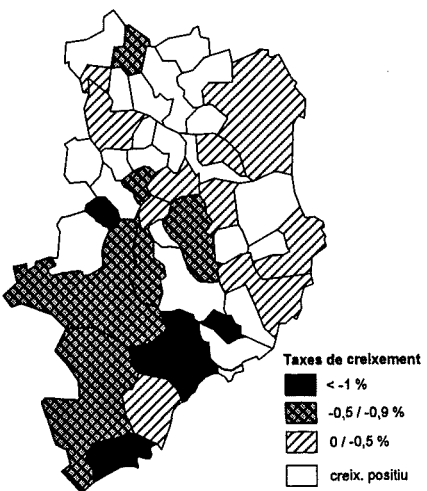 Taxes de creixement
< -1 %
-0,5 / -0,9 %
0 / -0,5 %
creix. positiu